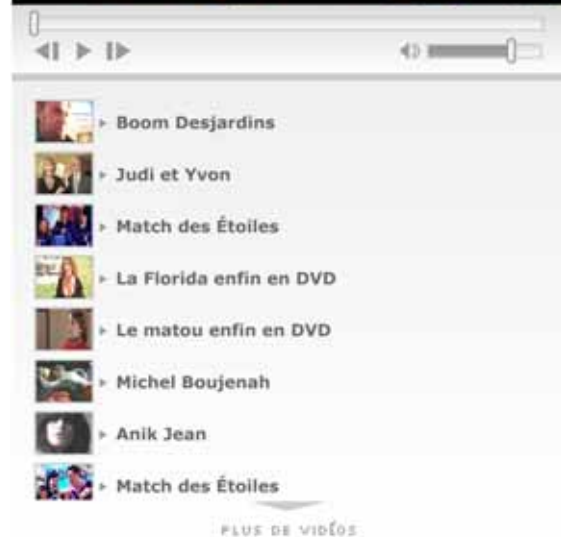 Boom Desjardins
Judi et Yvon
Match des Étoiles
La Florida enfin en DVD
Le matou enfin en DVD
Michel Boujenah
Anik Jean
Match des Étoiles
PLUS DE VIDÉOS